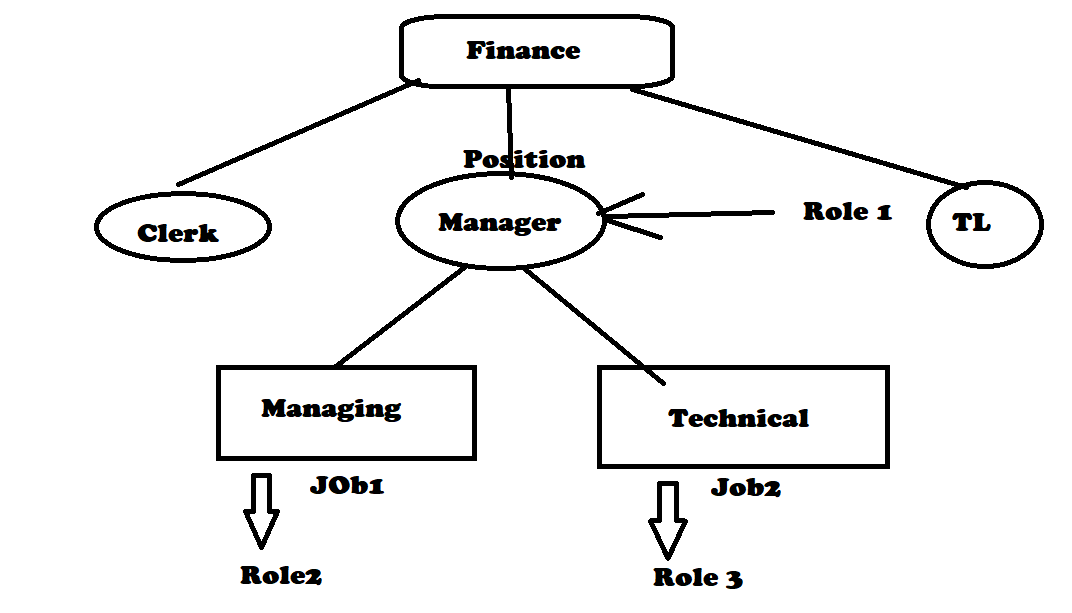 Finance
Position
Clerk
Manager
Role 1
TL
Managing
Technical
JOb1
Job2
Role2
Role 3